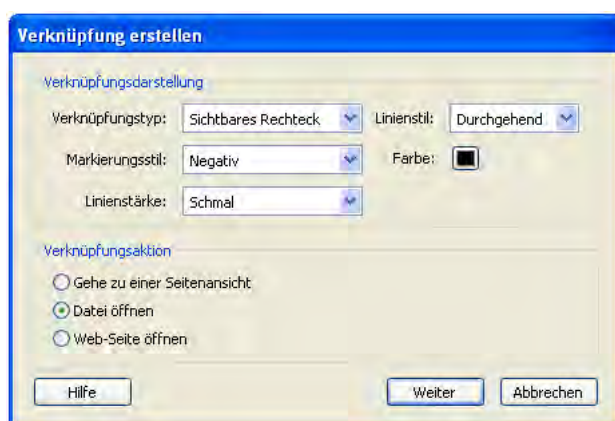 Verknüpfung erstellen
Verknüpfungsdarstellung
Verknüpfungstyp: Sichtbares Rechteck Linienstil: Durchgehend
Markierungsstil: Negativ Farbe:
Linienstärke: Schmal
Verknüpfungsaktion
Gehe zu einer Seitenansicht
Datei öffnen
Web-Seite öffnen
Hilfe Weiter Abbrechen